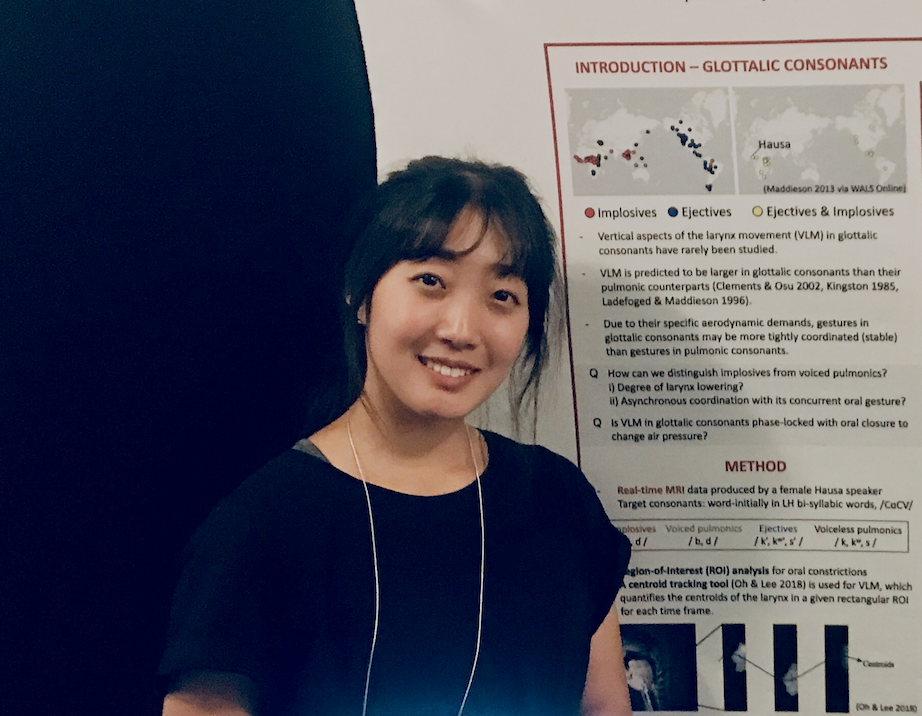 INTRODUCTION – GLOTTALIC CONSONANTS
Hausa
(Maddieson 2013 via WALS Online)
Implosives Ejectives Ejectives & Implosives
- Vertical aspects of the larynx movement (VLM) in glottalic
consonants have rarely been studied.
- VLM is predicted to be larger in glottalic consonants than their
pulmonic counterparts (Clements & Osu 2002, Kingston 1985,
Ladefoged & Maddieson 1996).
- Due to their specific aerodynamic demands, gestures in
glottalic consonants may be more tightly coordinated (stable)
than gestures in pulmonic consonants.
Q How can we distinguish implosives from voiced pulmonics?
i) Degree of larynx lowering?
ii) Asynchronous coordination with its concurrent oral gesture?
Q Is VLM in glottalic consonants phase-locked with oral closure to
change air pressure?
METHOD
- Real-time MRI data produced by a female Hausa speaker
Target consonants: word-initially in LH bi-syllabic words, /CaCV/
mplosives Voiced pulmonics Ejectives Voiceless pulmonics
/ b, d / / k', kʷ', s' / / k, kʷ, s /
egion-of-Interest (ROI) analysis for oral constrictions
centroid tracking tool (Oh & Lee 2018) is used for VLM, which
quantifies the centroids of the larynx in a given rectangular ROI
for each time frame.
Centroids
(Oh & Lee 2018)